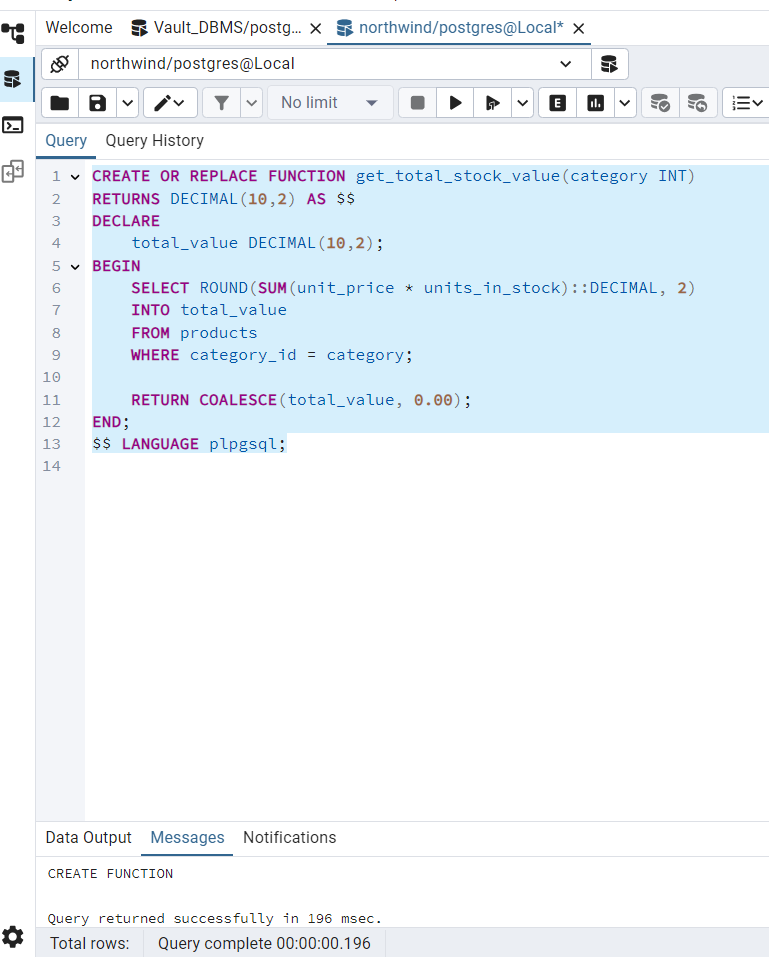 Welcome
Vault_DBMS/postg...
northwind/postgres@Local*
northwind/postgres@Local
No limit
E
Query
Query History
1 CREATE OR REPLACE FUNCTION get_total_stock_value(category INT)
2 RETURNS DECIMAL(10,2) AS $$
3 DECLARE
4     total_value DECIMAL(10,2);
5 BEGIN
6     SELECT ROUND(SUM(unit_price * units_in_stock)::DECIMAL, 2)
7     INTO total_value
8     FROM products
9     WHERE category_id = category;
10
11     RETURN COALESCE(total_value, 0.00);
12 END;
13 $$ LANGUAGE plpgsql;
14
Data Output
Messages
Notifications
CREATE FUNCTION
Query returned successfully in 196 msec.
Total rows:
Query complete 00:00:00.196